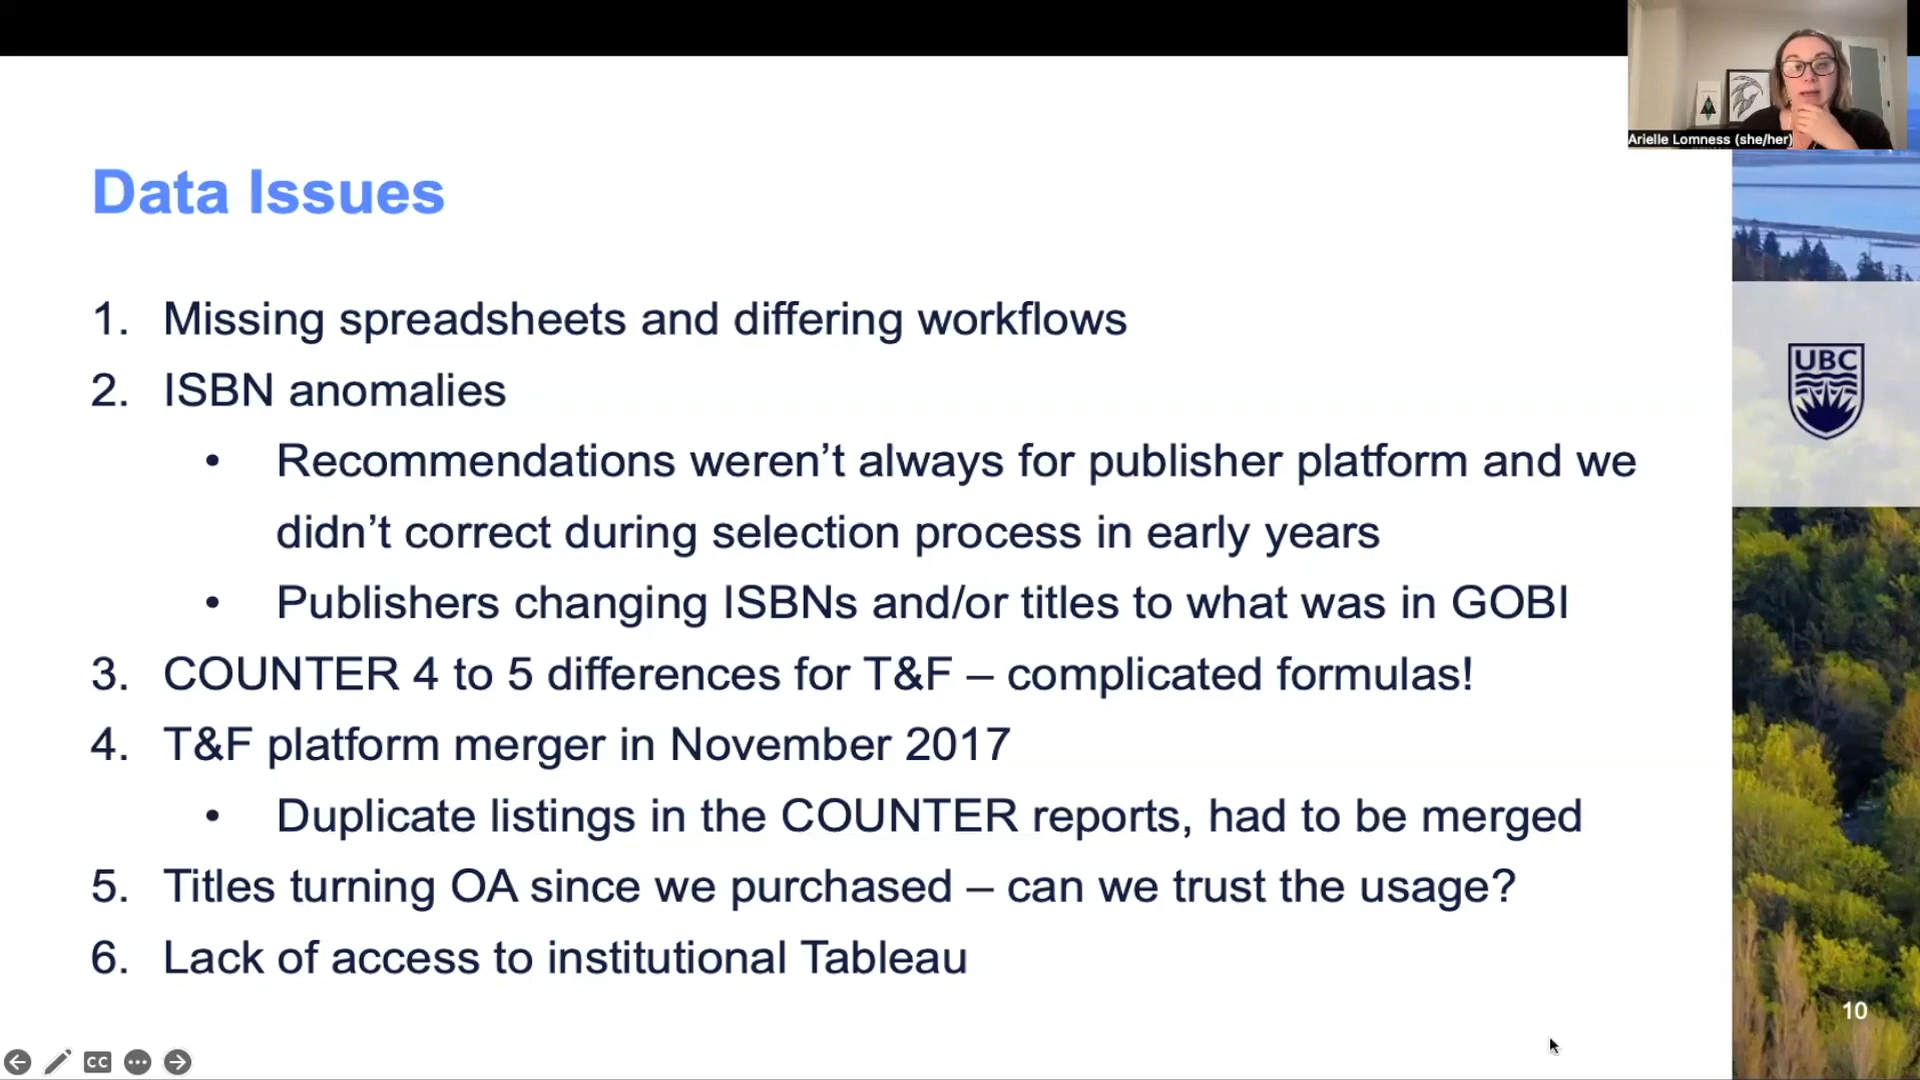 Arielle Lomness (she/her)
Data Issues
1. Missing spreadsheets and differing workflows
2. ISBN anomalies
• Recommendations weren’t always for publisher platform and we
didn’t correct during selection process in early years
• Publishers changing ISBNs and/or titles to what was in GOBI
3. COUNTER 4 to 5 differences for T&F – complicated formulas!
4. T&F platform merger in November 2017
• Duplicate listings in the COUNTER reports, had to be merged
5. Titles turning OA since we purchased – can we trust the usage?
6. Lack of access to institutional Tableau
UBC
10
CC